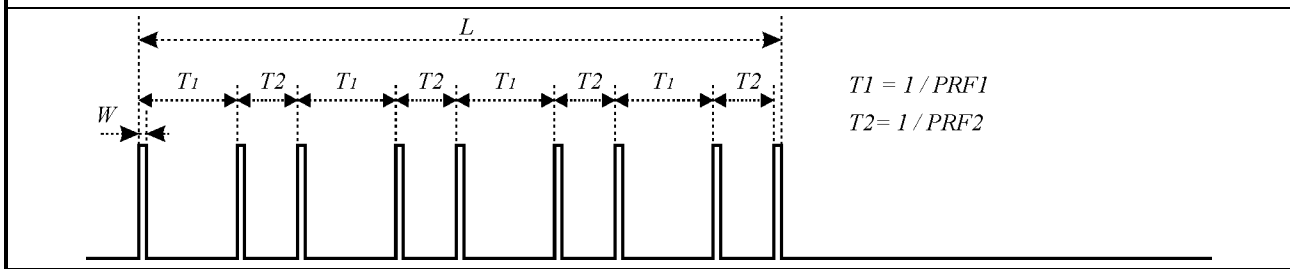 L
T1 T2 T1 T2 T1 T2 T1 T2
W
T1 = 1 / PRF1
T2= 1 / PRF2